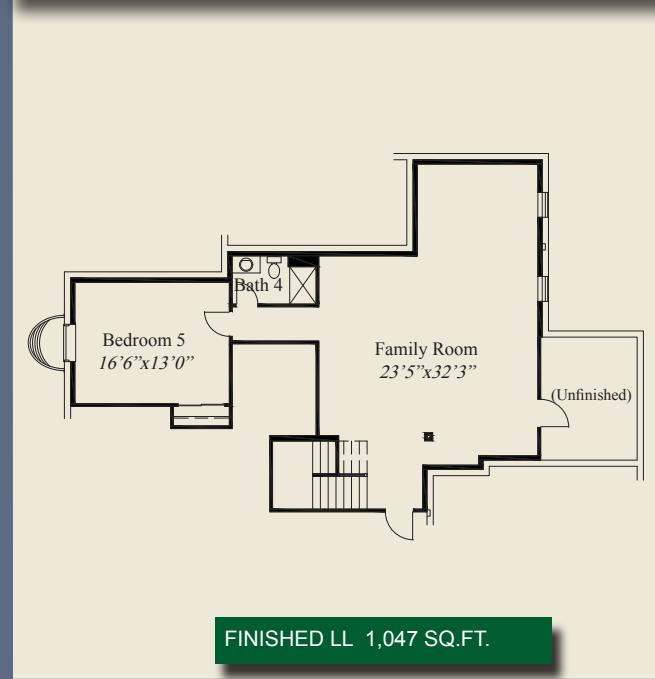 Bath 4
Bedroom 5
16’6”x13’0”
Family Room
23’5”x32’3”
(Unfinished)
FINISHED LL 1,047 SQ.FT.